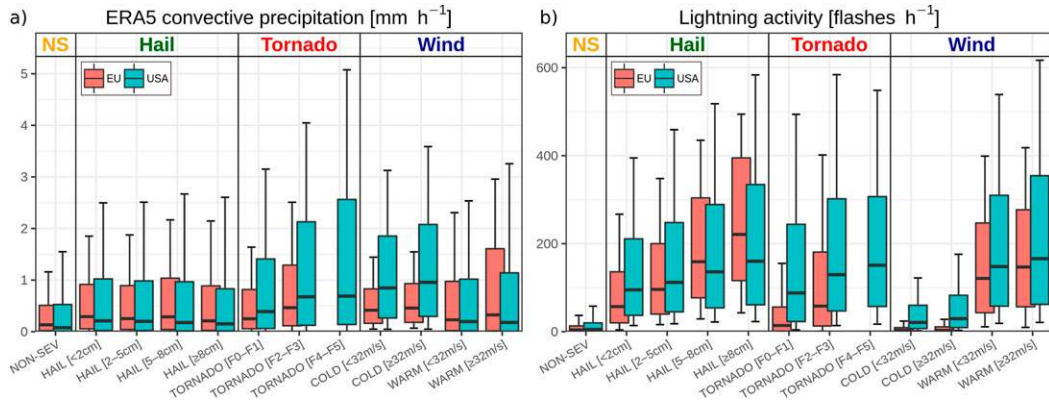 a) ERA5 convective precipitation [mm h⁻¹]
NS Hail Tornado Wind
EU USA
5
4
3
2
1
0
NON-SEV
HAIL [<2cm]
HAIL [2–5cm]
HAIL [5–8cm]
HAIL [≥8cm]
TORNADO [F0–F1]
TORNADO [F2–F3]
TORNADO [F4–F5]
COLD [<32m/s]
COLD [≥32m/s]
WARM [<32m/s]
WARM [≥32m/s]
b) Lightning activity [flashes h⁻¹]
NS Hail Tornado Wind
EU USA
600
400
200
0
NON-SEV
HAIL [<2cm]
HAIL [2–5cm]
HAIL [5–8cm]
HAIL [≥8cm]
TORNADO [F0–F1]
TORNADO [F2–F3]
TORNADO [F4–F5]
COLD [<32m/s]
COLD [≥32m/s]
WARM [<32m/s]
WARM [≥32m/s]